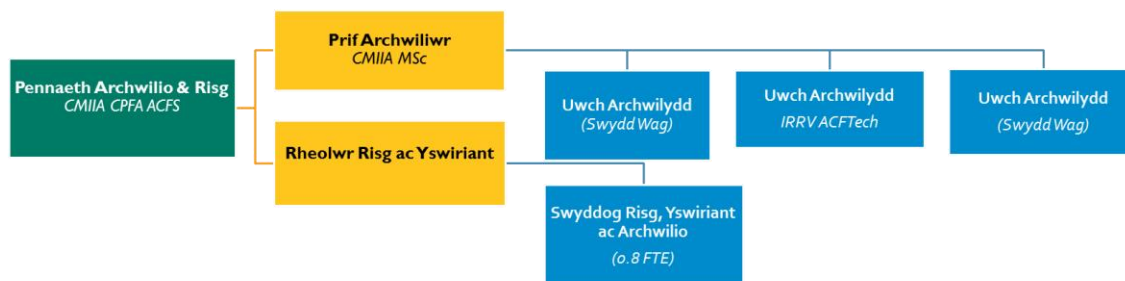 Pennaeth Archwilio & Risg
CMIIA CPFA ACFS
Prif Archwiliwr
CMIIA MSc
Rheolwr Risg ac Yswiriant
Uwch Archwilydd
(Swydd Wag)
Uwch Archwilydd
IRRV ACFTech
Uwch Archwilydd
(Swydd Wag)
Swyddog Risg, Yswiriant
ac Archwilio
(0.8 FTE)